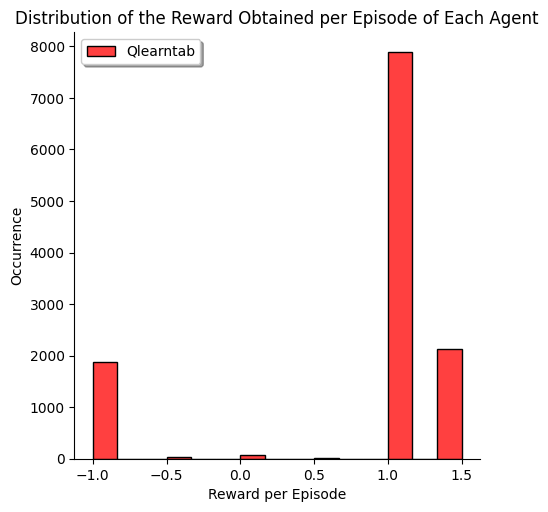 Distribution of the Reward Obtained per Episode of Each Agent
Qlearntab
8000
7000
6000
5000
4000
3000
2000
1000
0
Occurrence
−1.0 −0.5 0.0 0.5 1.0 1.5
Reward per Episode